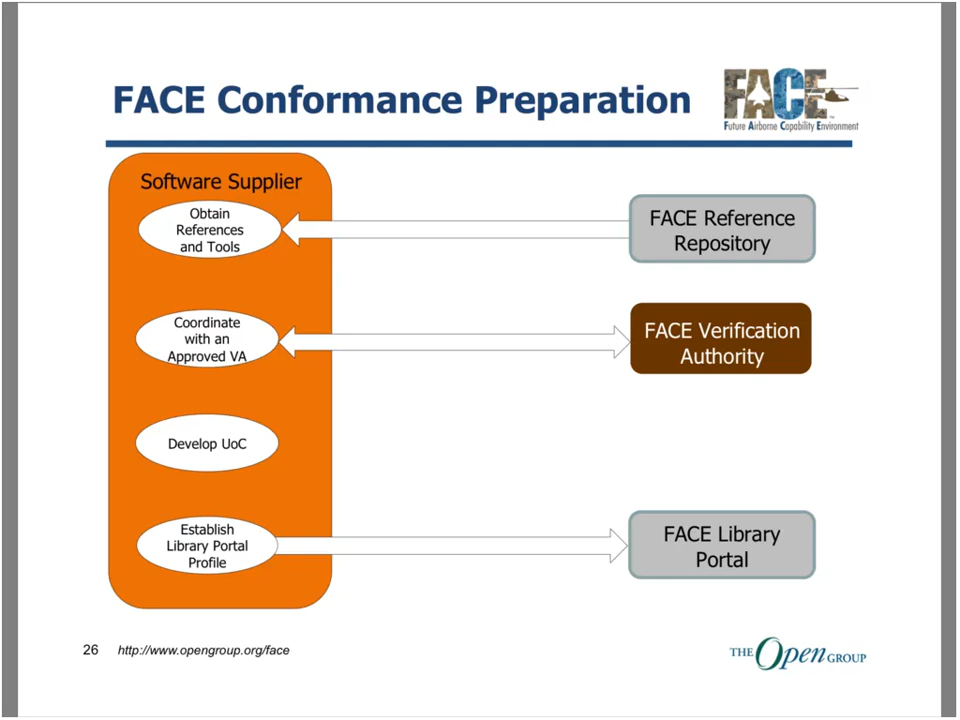 FACE Conformance Preparation
FACE
™
Future Airborne Capability Environment
Software Supplier
Obtain
References
and Tools
FACE Reference
Repository
Coordinate
with an
Approved VA
FACE Verification
Authority
Develop UoC
Establish
Library Portal
Profile
FACE Library
Portal
26 http://www.opengroup.org/face
THE Open GROUP